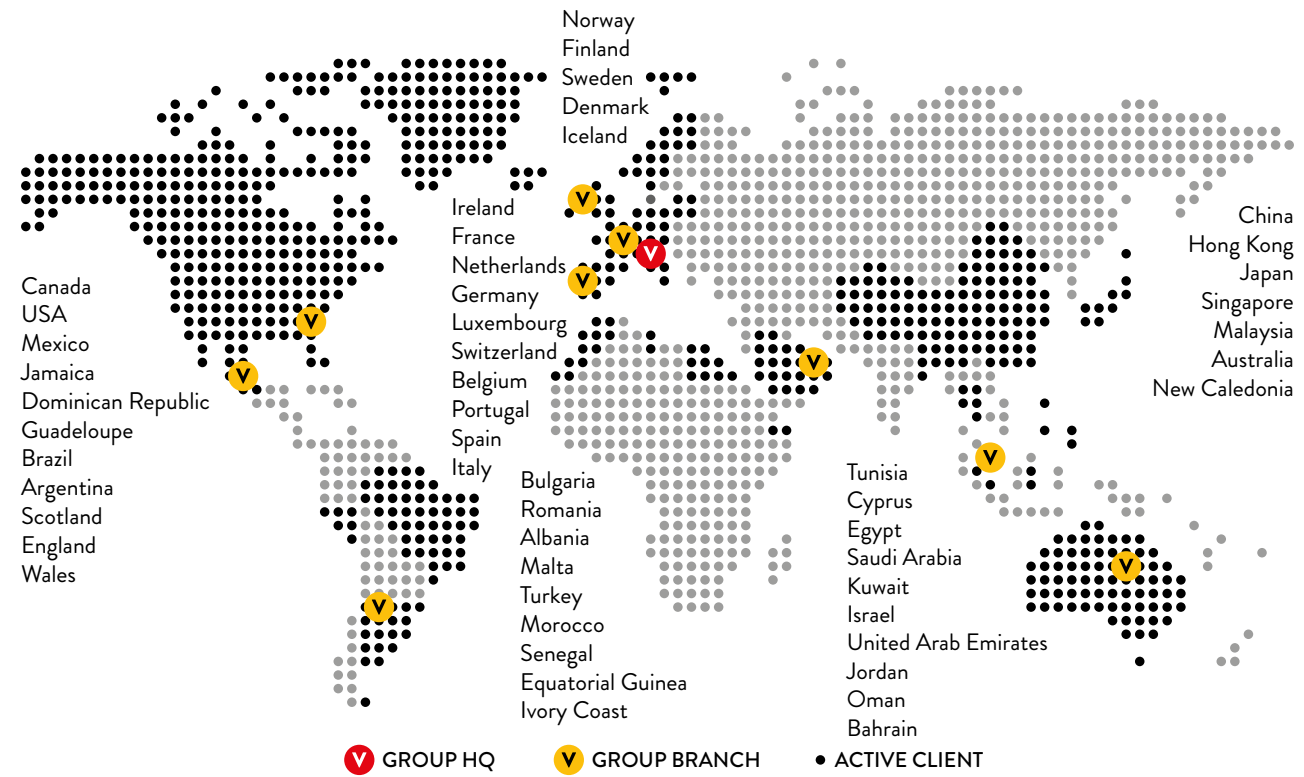 Norway
Finland
Sweden
Denmark
Iceland
Ireland
France
Netherlands
Germany
Luxembourg
Switzerland
Belgium
Portugal
Spain
Italy
Canada
USA
Mexico
Jamaica
Dominican Republic
Guadeloupe
Brazil
Argentina
Scotland
England
Wales
Bulgaria
Romania
Albania
Malta
Turkey
Morocco
Senegal
Equatorial Guinea
Ivory Coast
Tunisia
Cyprus
Egypt
Saudi Arabia
Kuwait
Israel
United Arab Emirates
Jordan
Oman
Bahrain
China
Hong Kong
Japan
Singapore
Malaysia
Australia
New Caledonia
V
V
V
V
V
V
V
V
V
V
V GROUP HQ
V GROUP BRANCH
ACTIVE CLIENT